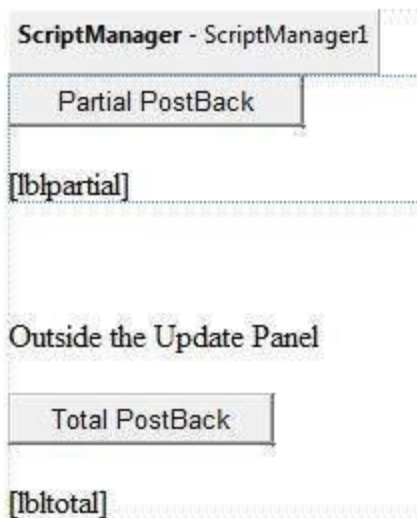 ScriptManager - ScriptManager1
Partial PostBack
[lblpartial]
Outside the Update Panel
Total PostBack
[lbltotal]